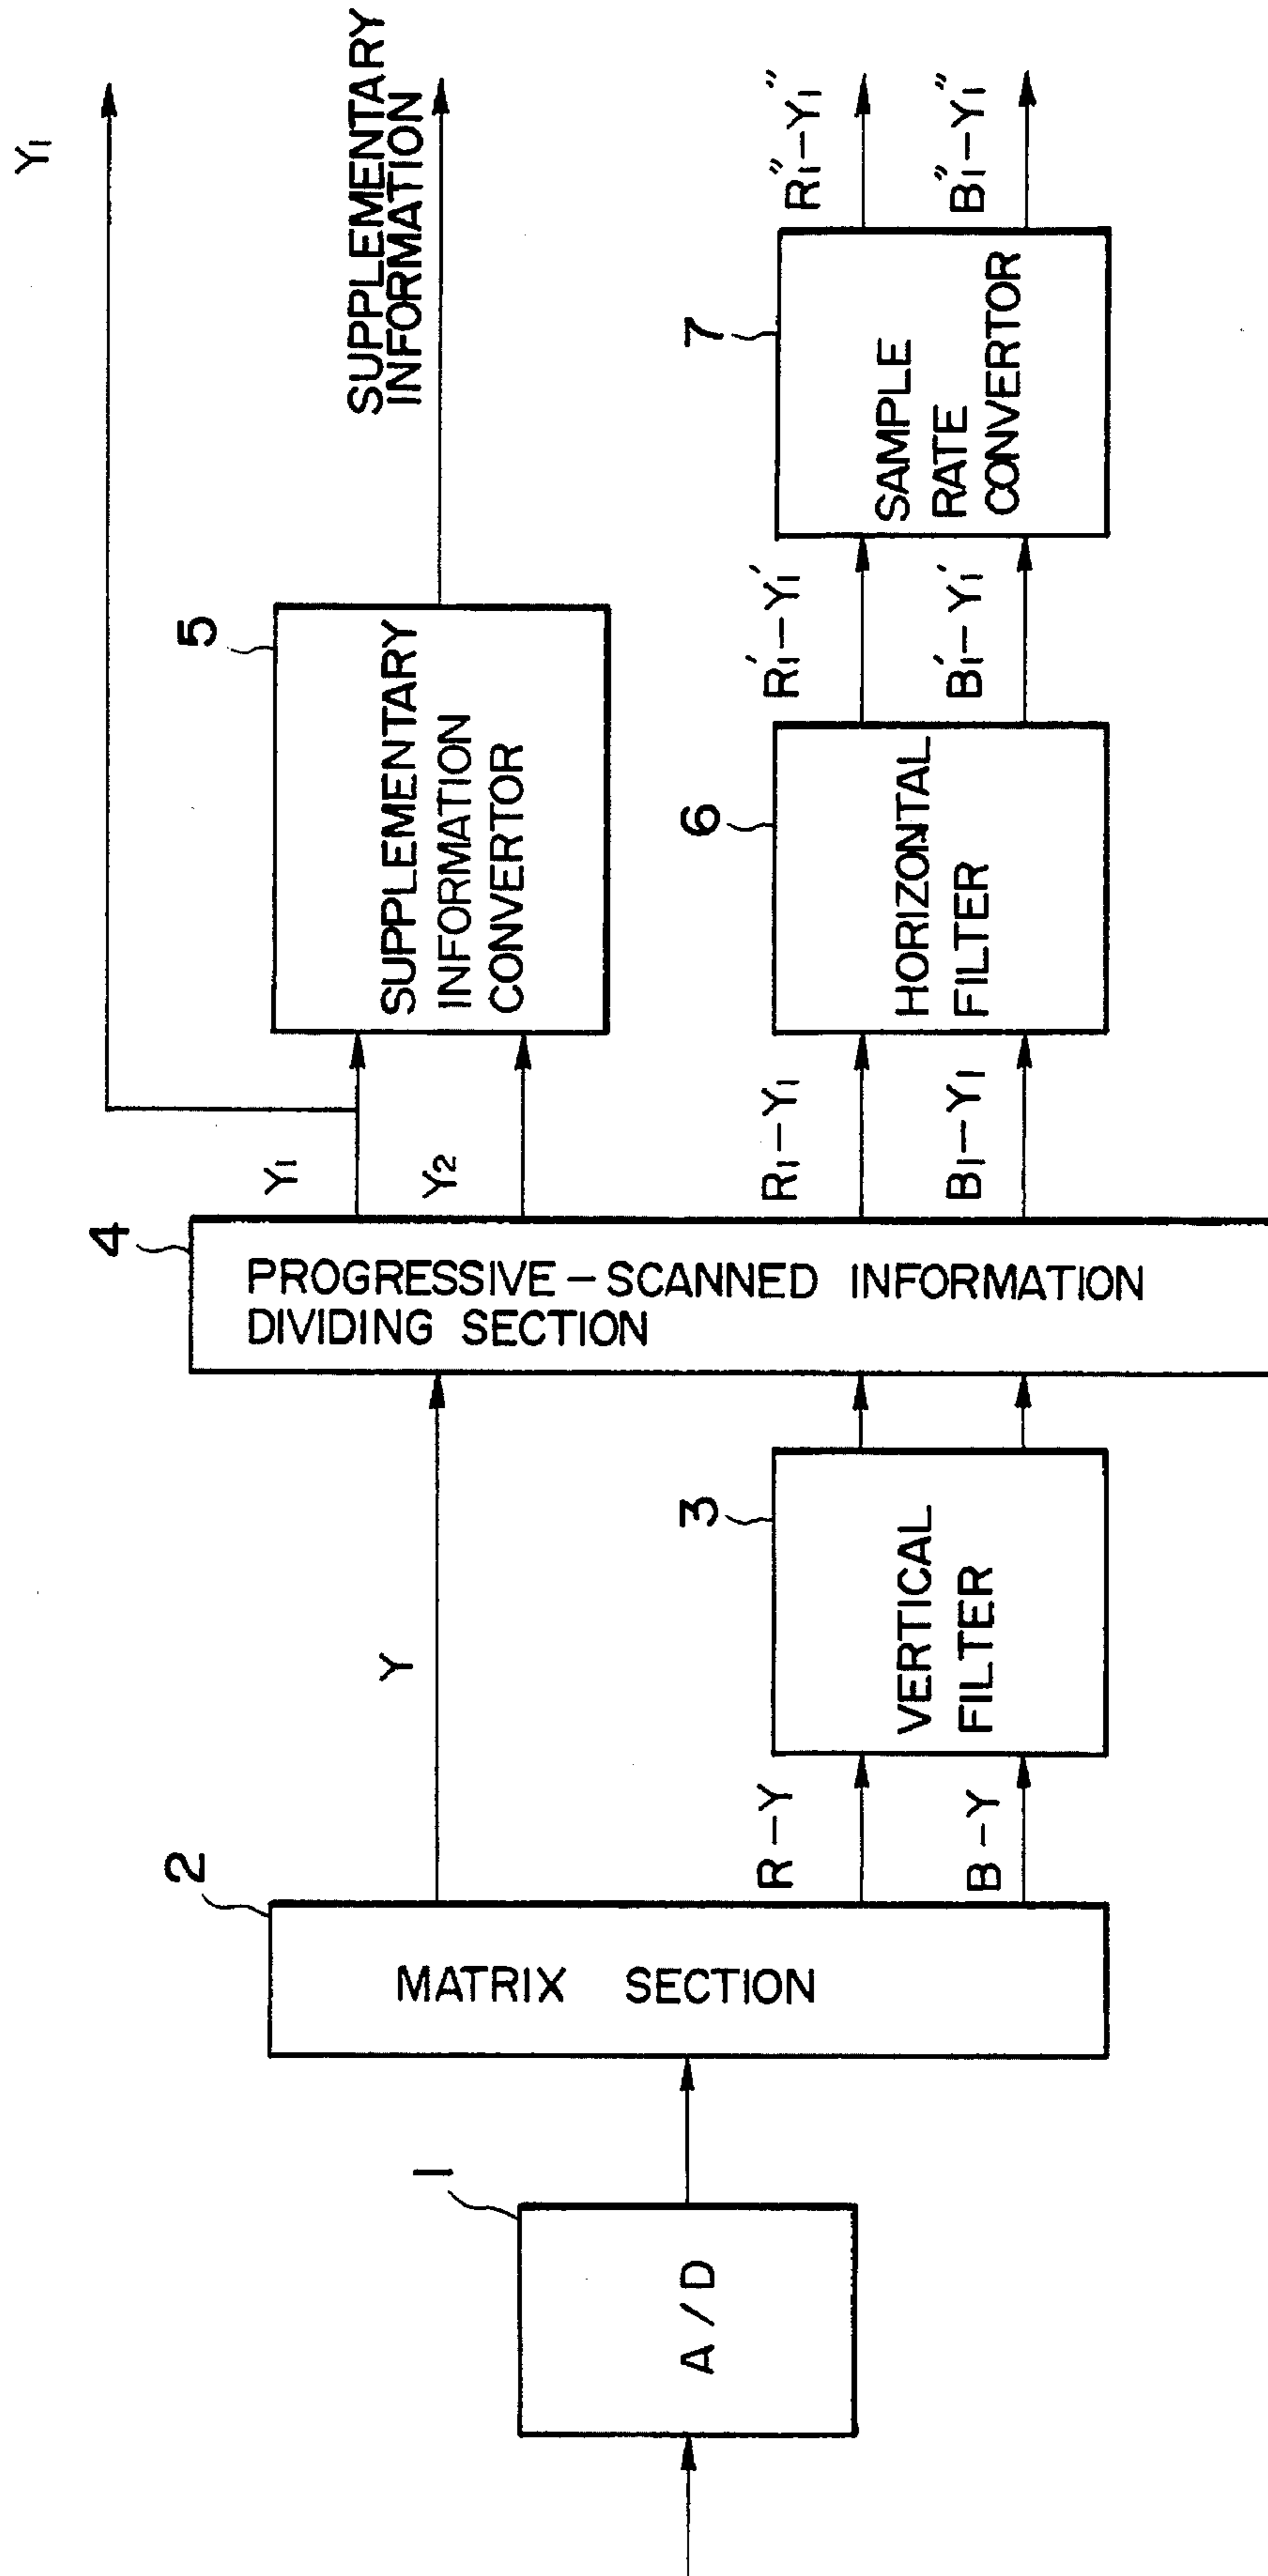 1
A/D
2
MATRIX SECTION
Y
R-Y
B-Y
3
VERTICAL
FILTER
4
PROGRESSIVE-SCANNED INFORMATION
DIVIDING SECTION
Y1
Y2
R1-Y1
B1-Y1
Y1
5
SUPPLEMENTARY
INFORMATION
CONVERTOR
SUPPLEMENTARY
INFORMATION
6
HORIZONTAL
FILTER
R1'-Y1'
B1'-Y1'
7
SAMPLE
RATE
CONVERTOR
R1"-Y1"
B1"-Y1"